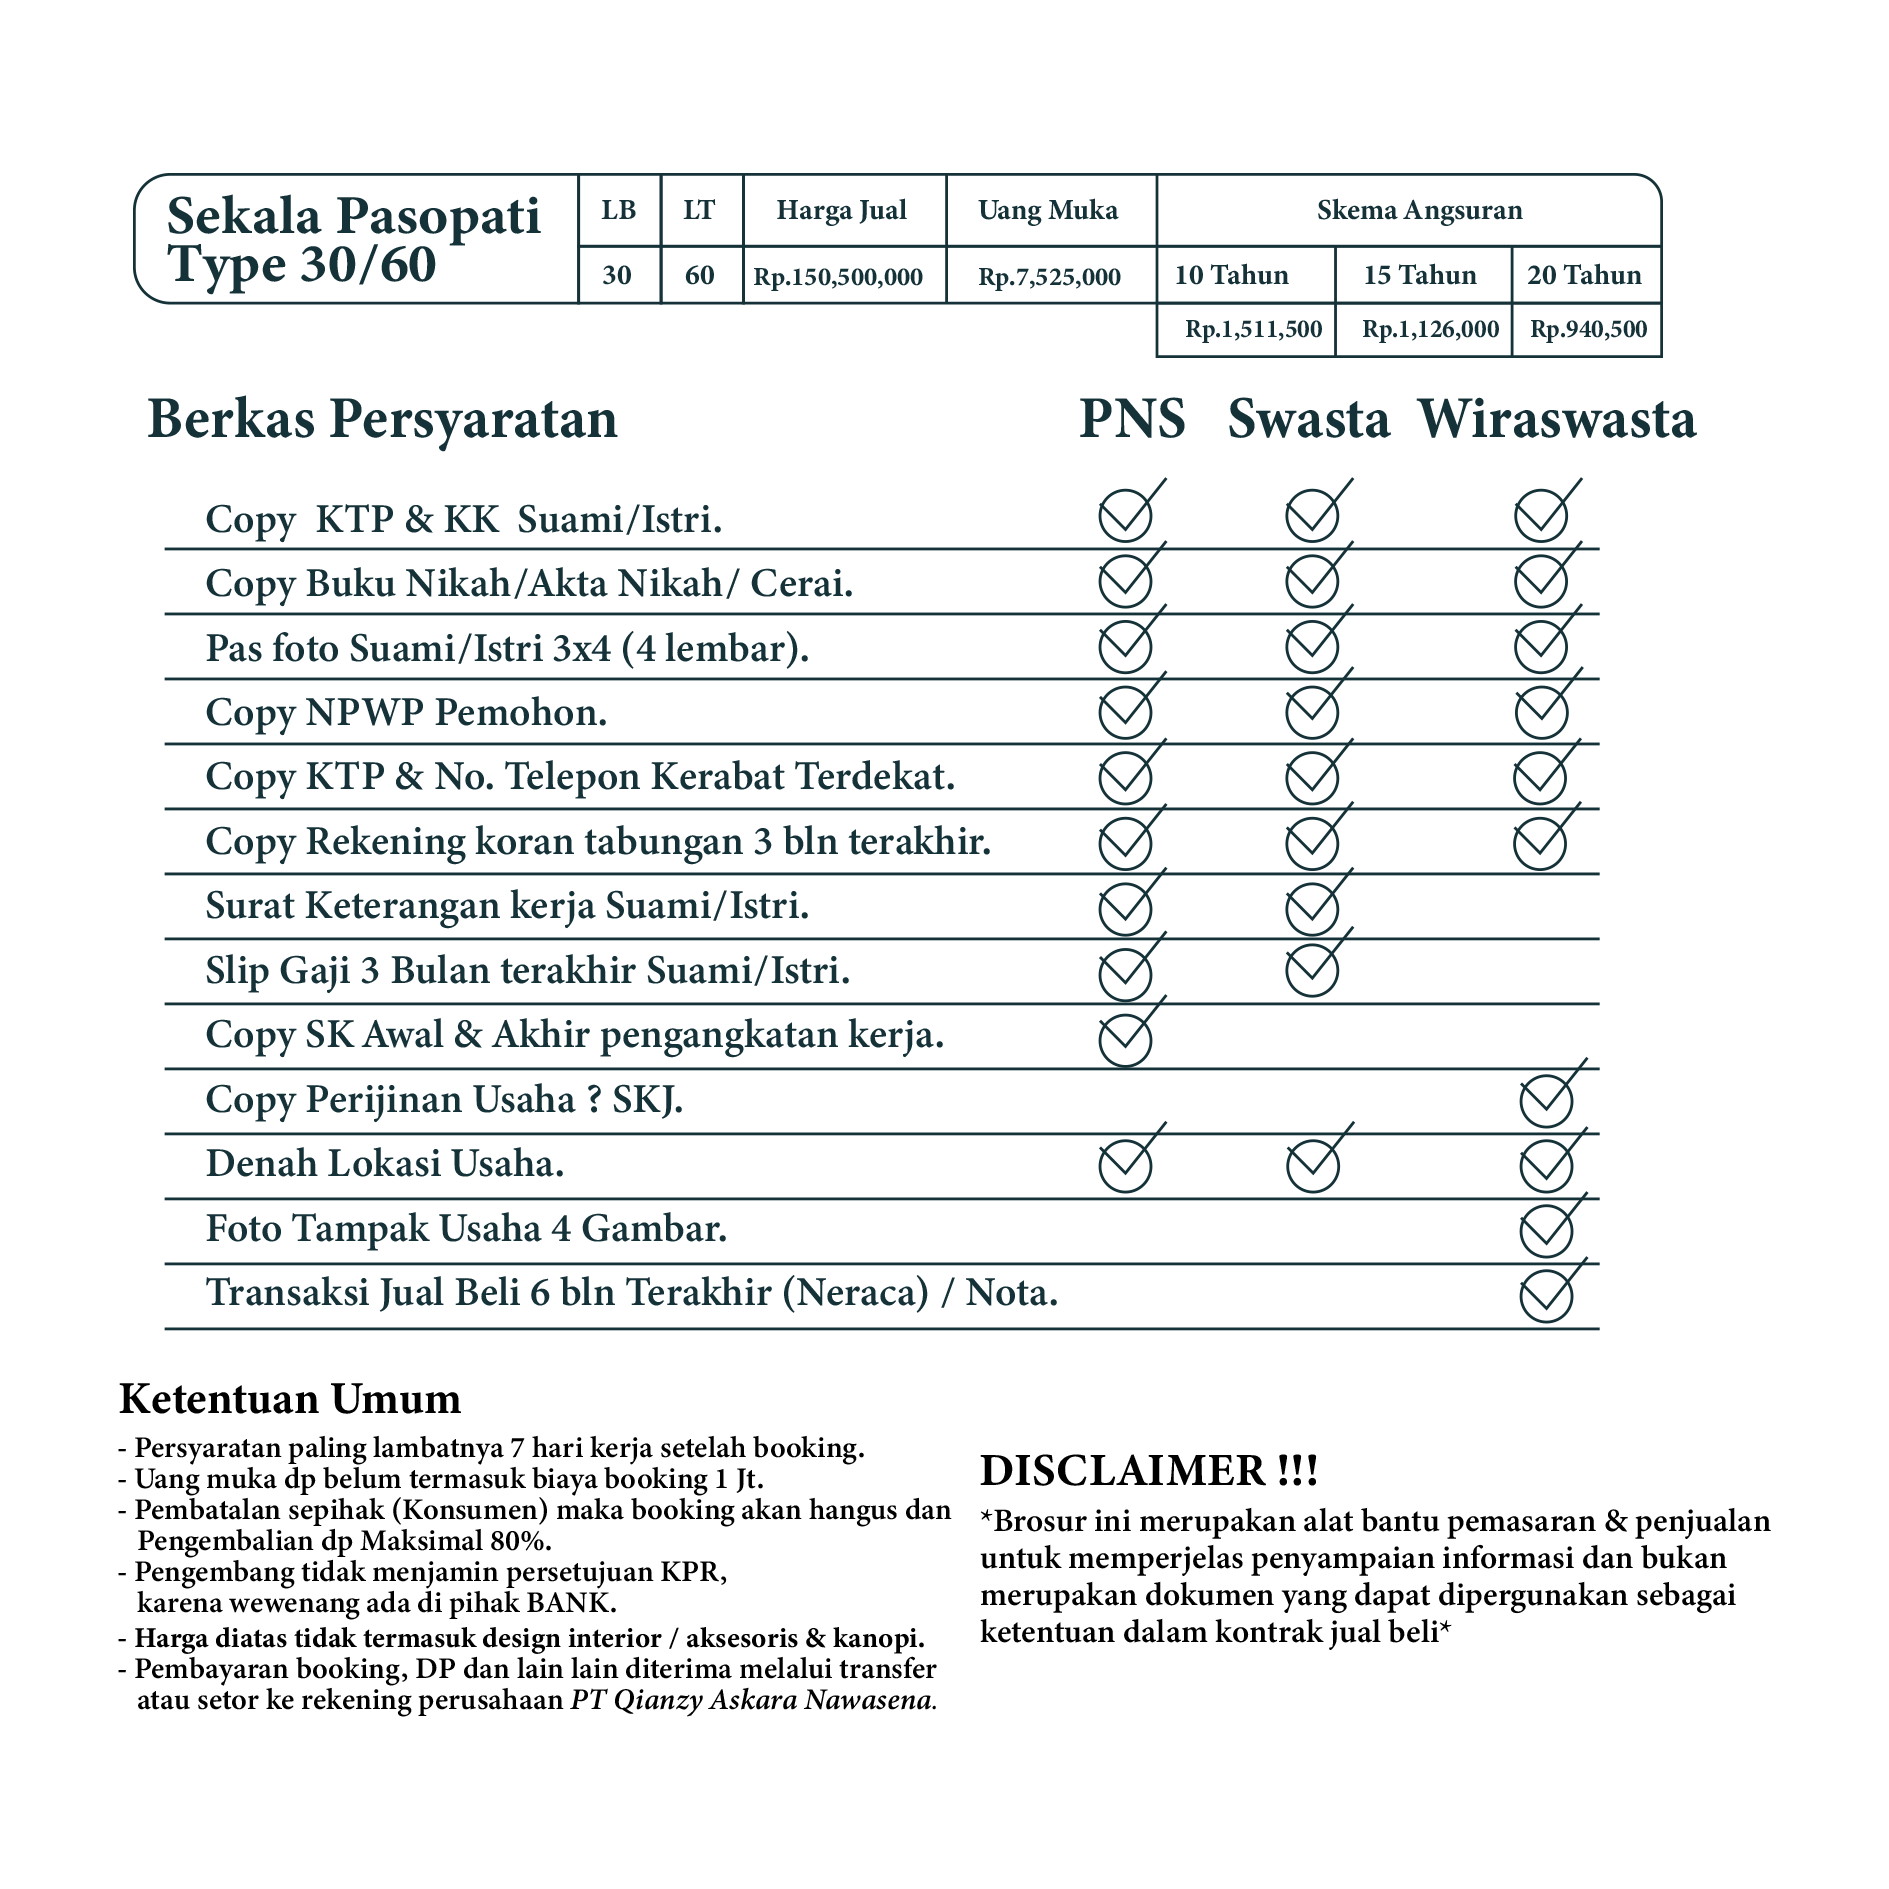 Sekala Pasopati
Type 30/60
LB LT Harga Jual Uang Muka Skema Angsuran
30 60 Rp.150,500,000 Rp.7,525,000 10 Tahun 15 Tahun 20 Tahun
Rp.1,511,500 Rp.1,126,000 Rp.940,500
Berkas Persyaratan PNS Swasta Wiraswasta
Copy KTP & KK Suami/Istri.
Copy Buku Nikah/Akta Nikah/ Cerai.
Pas foto Suami/Istri 3x4 (4 lembar).
Copy NPWP Pemohon.
Copy KTP & No. Telepon Kerabat Terdekat.
Copy Rekening koran tabungan 3 bln terakhir.
Surat Keterangan kerja Suami/Istri.
Slip Gaji 3 Bulan terakhir Suami/Istri.
Copy SK Awal & Akhir pengangkatan kerja.
Copy Perijinan Usaha ? SKJ.
Denah Lokasi Usaha.
Foto Tampak Usaha 4 Gambar.
Transaksi Jual Beli 6 bln Terakhir (Neraca) / Nota.
Ketentuan Umum
- Persyaratan paling lambatnya 7 hari kerja setelah booking.
- Uang muka dp belum termasuk biaya booking 1 Jt.
- Pembatalan sepihak (Konsumen) maka booking akan hangus dan
Pengembalian dp Maksimal 80%.
- Pengembang tidak menjamin persetujuan KPR,
karena wewenang ada di pihak BANK.
- Harga diatas tidak termasuk design interior / aksesoris & kanopi.
- Pembayaran booking, DP dan lain lain diterima melalui transfer
atau setor ke rekening perusahaan PT Qianzy Askara Nawasena.
DISCLAIMER !!!
*Brosur ini merupakan alat bantu pemasaran & penjualan
untuk memperjelas penyampaian informasi dan bukan
merupakan dokumen yang dapat dipergunakan sebagai
ketentuan dalam kontrak jual beli*